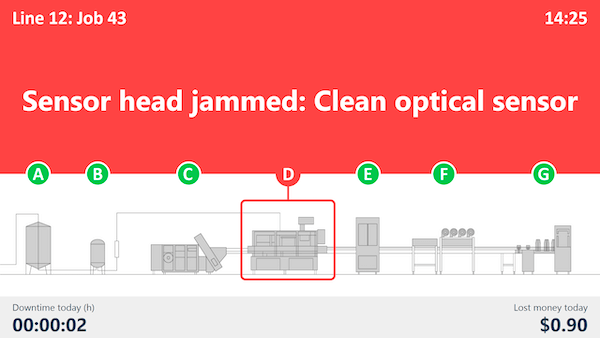 Line 12: Job 43
14:25
Sensor head jammed: Clean optical sensor
A B C D E F G
Downtime today (h)
Lost money today
00:00:02
$0.90